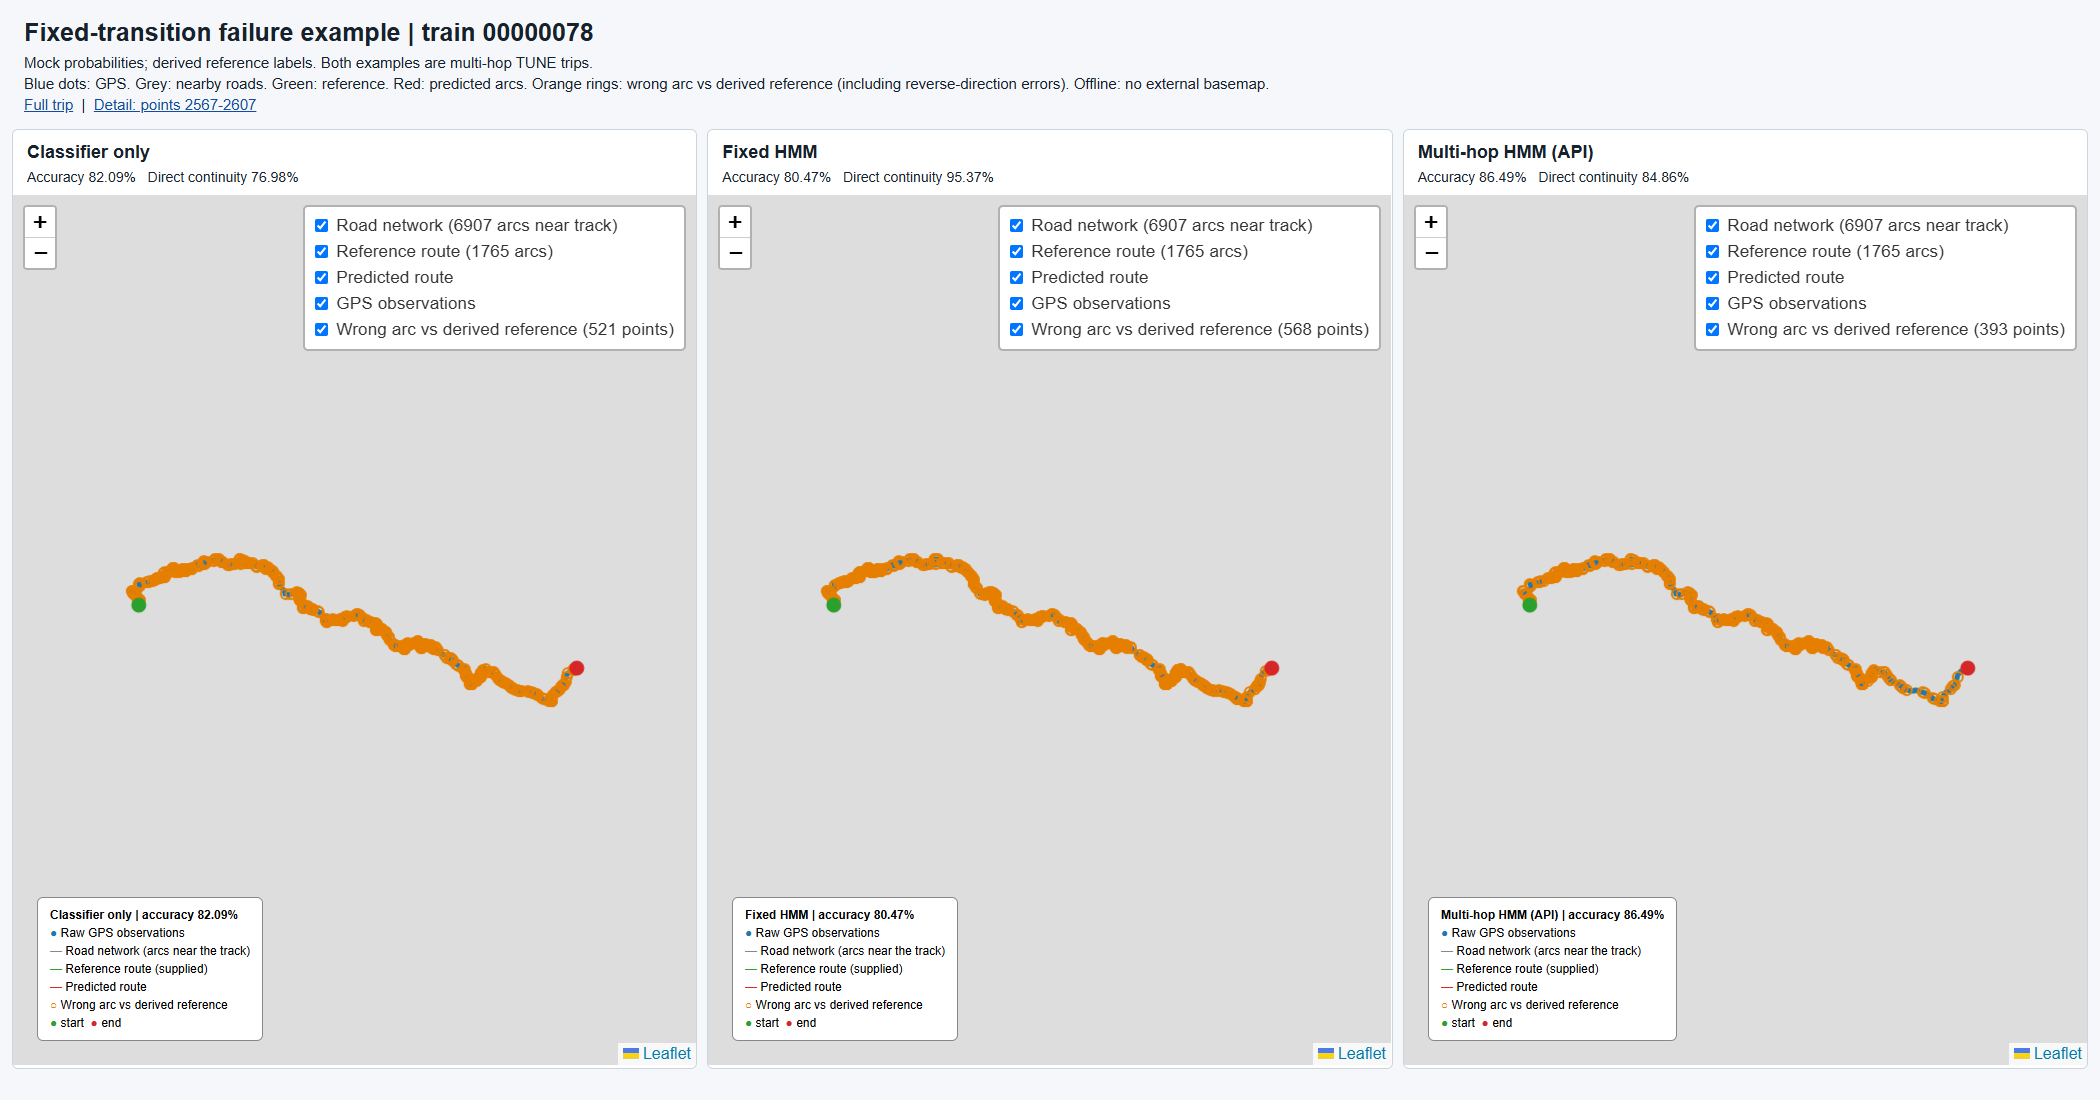 Fixed-transition failure example | train 00000078
Mock probabilities; derived reference labels. Both examples are multi-hop TUNE trips.
Blue dots: GPS. Grey: nearby roads. Green: reference. Red: predicted arcs. Orange rings: wrong arc vs derived reference (including reverse-direction errors). Offline: no external basemap.
Full trip | Detail: points 2567-2607
Classifier only
Accuracy 82.09% Direct continuity 76.98%
+
−
Road network (6907 arcs near track)
Reference route (1765 arcs)
Predicted route
GPS observations
Wrong arc vs derived reference (521 points)
Classifier only | accuracy 82.09%
Raw GPS observations
Road network (arcs near the track)
Reference route (supplied)
Predicted route
Wrong arc vs derived reference
start end
Leaflet
Fixed HMM
Accuracy 80.47% Direct continuity 95.37%
+
−
Road network (6907 arcs near track)
Reference route (1765 arcs)
Predicted route
GPS observations
Wrong arc vs derived reference (568 points)
Fixed HMM | accuracy 80.47%
Raw GPS observations
Road network (arcs near the track)
Reference route (supplied)
Predicted route
Wrong arc vs derived reference
start end
Leaflet
Multi-hop HMM (API)
Accuracy 86.49% Direct continuity 84.86%
+
−
Road network (6907 arcs near track)
Reference route (1765 arcs)
Predicted route
GPS observations
Wrong arc vs derived reference (393 points)
Multi-hop HMM (API) | accuracy 86.49%
Raw GPS observations
Road network (arcs near the track)
Reference route (supplied)
Predicted route
Wrong arc vs derived reference
start end
Leaflet